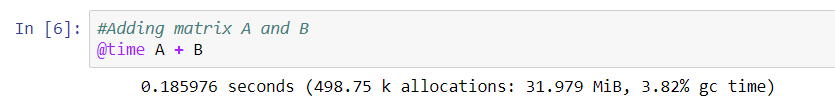 In [6]: #Adding matrix A and B
@time A + B
0.185976 seconds (498.75 k allocations: 31.979 MiB, 3.82% gc time)